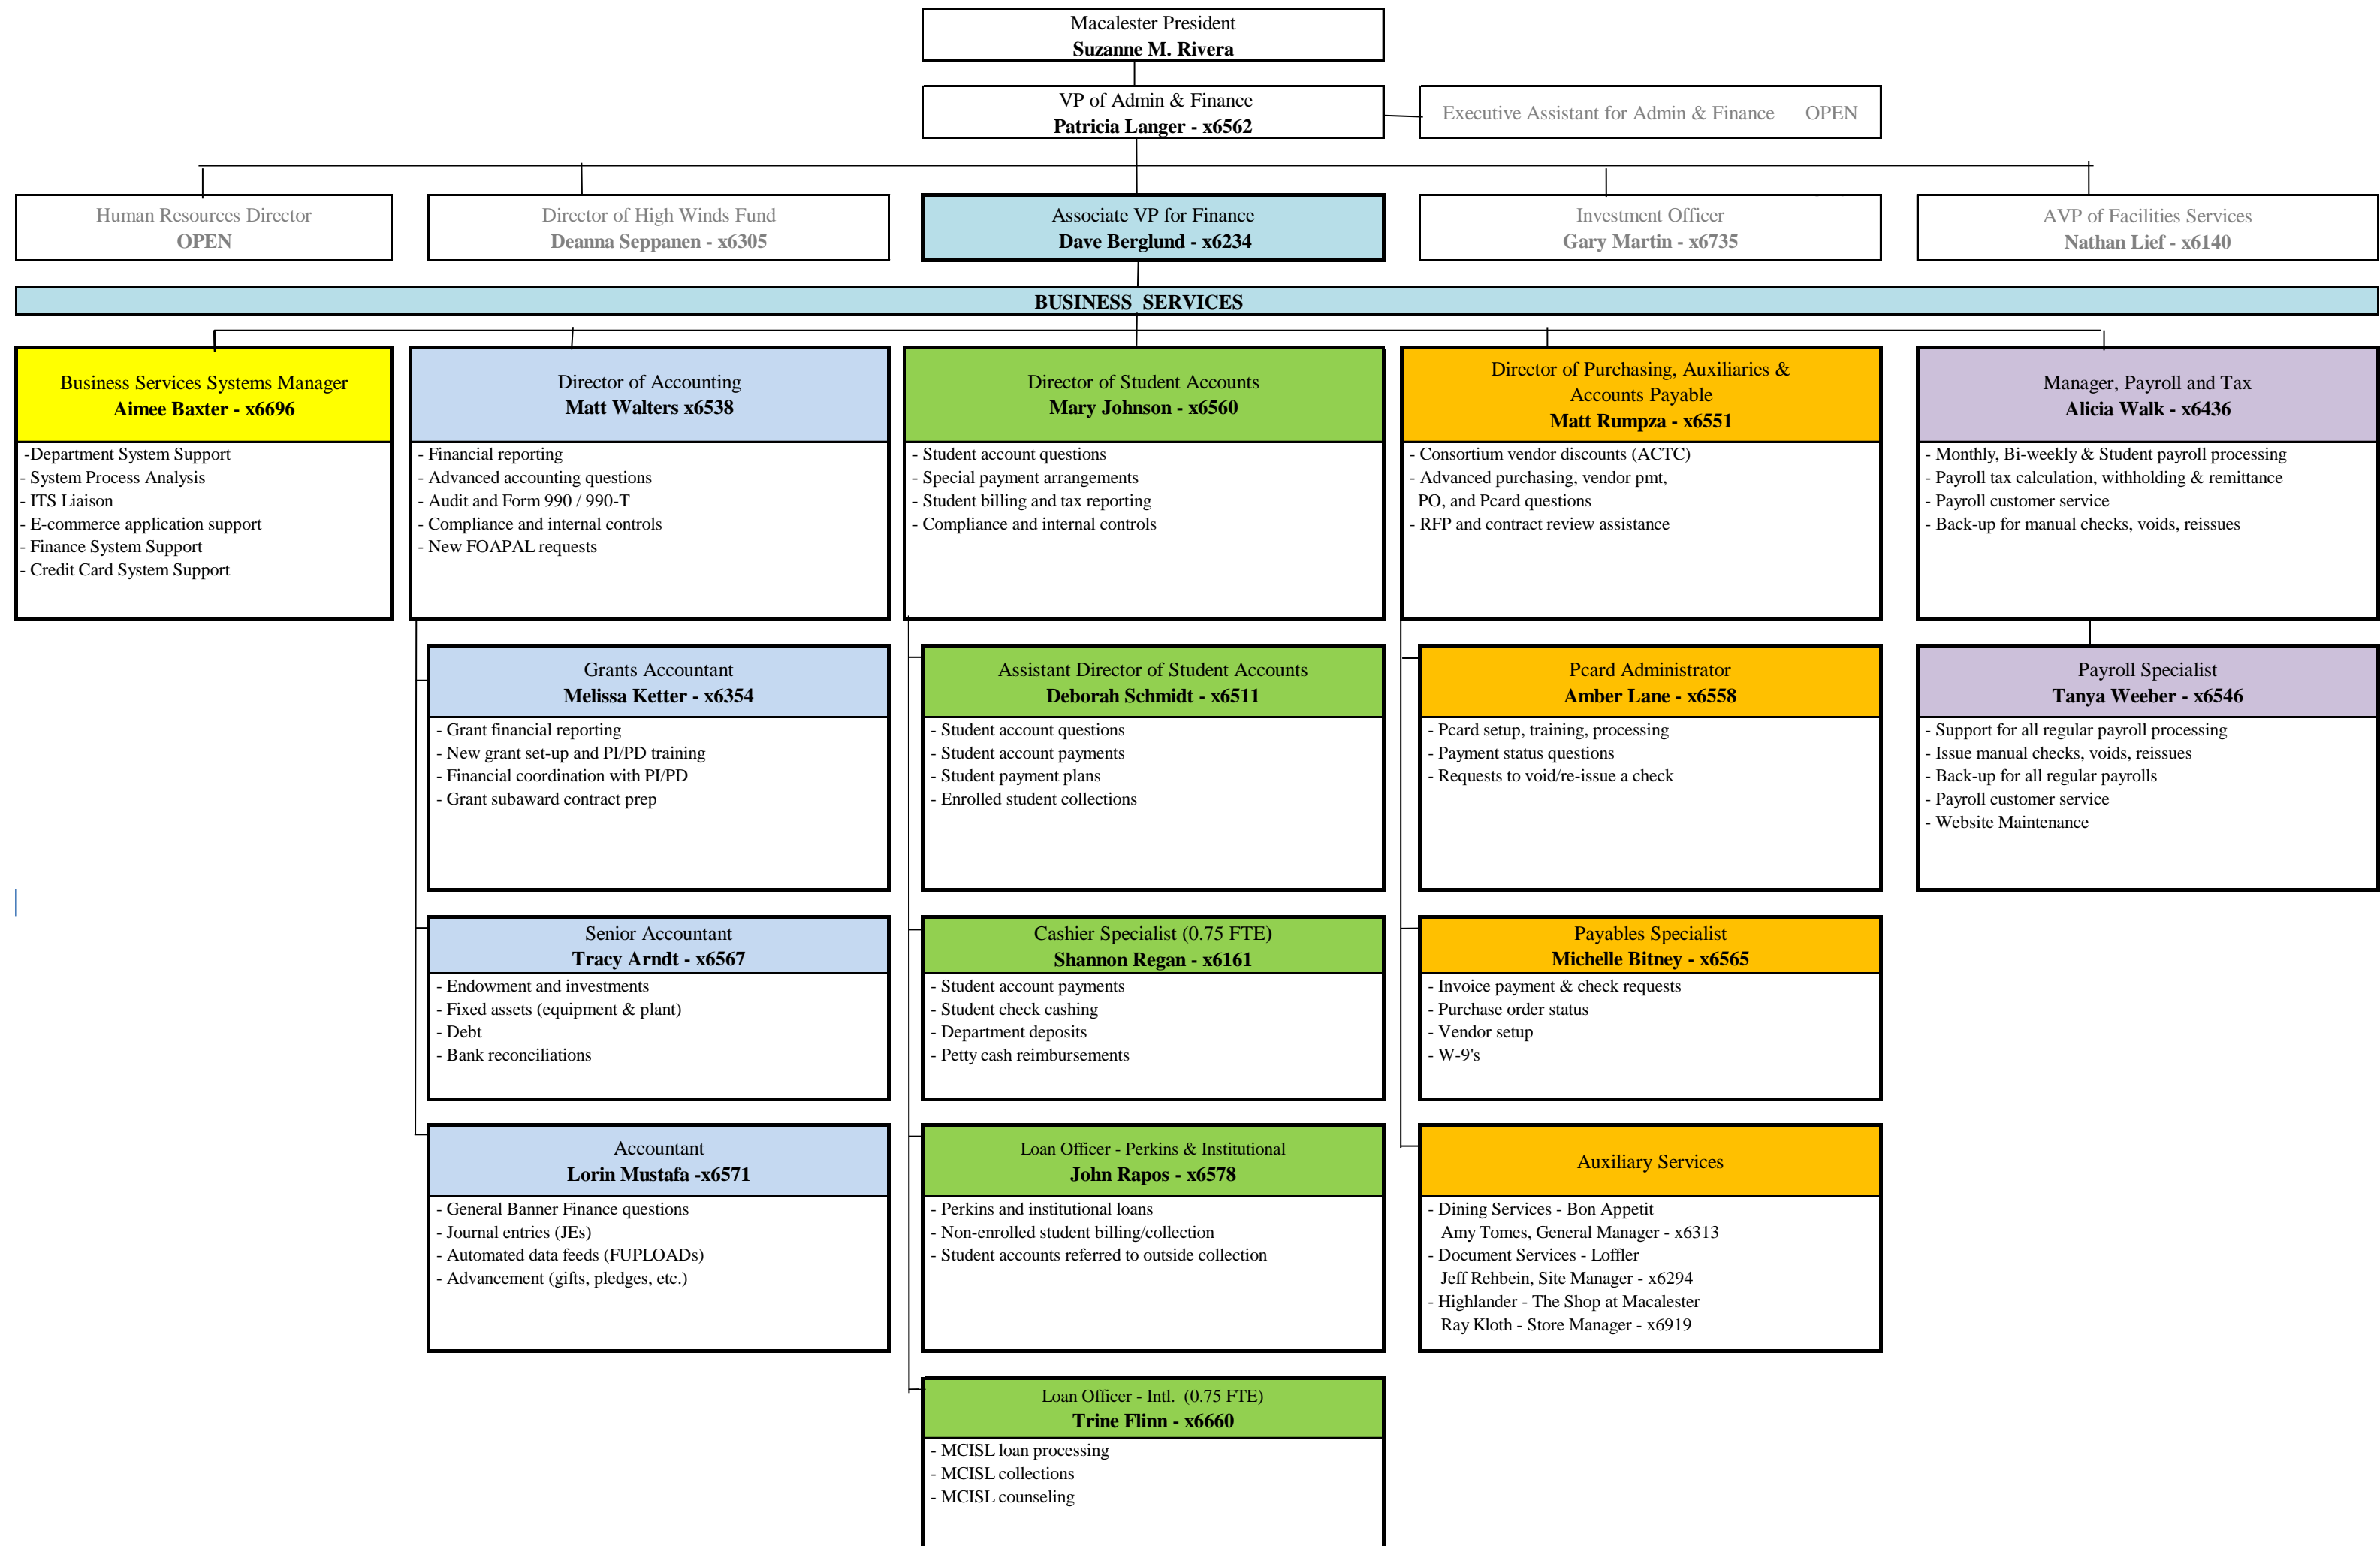 Macalester President
Suzanne M. Rivera
VP of Admin & Finance
Patricia Langer - x6562
Executive Assistant for Admin & Finance OPEN
Human Resources Director
OPEN
Director of High Winds Fund
Deanna Seppanen - x6305
Associate VP for Finance
Dave Berglund - x6234
Investment Officer
Gary Martin - x6735
AVP of Facilities Services
Nathan Lief - x6140
BUSINESS SERVICES
Business Services Systems Manager
Aimee Baxter - x6696
-Department System Support
- System Process Analysis
- ITS Liaison
- E-commerce application support
- Finance System Support
- Credit Card System Support
Director of Accounting
Matt Walters x6538
- Financial reporting
- Advanced accounting questions
- Audit and Form 990 / 990-T
- Compliance and internal controls
- New FOAPAL requests
Director of Student Accounts
Mary Johnson - x6560
- Student account questions
- Special payment arrangements
- Student billing and tax reporting
- Compliance and internal controls
Director of Purchasing, Auxiliaries &
Accounts Payable
Matt Rumpza - x6551
- Consortium vendor discounts (ACTC)
- Advanced purchasing, vendor pmt,
PO, and Pcard questions
- RFP and contract review assistance
Manager, Payroll and Tax
Alicia Walk - x6436
- Monthly, Bi-weekly & Student payroll processing
- Payroll tax calculation, withholding & remittance
- Payroll customer service
- Back-up for manual checks, voids, reissues
Grants Accountant
Melissa Ketter - x6354
- Grant financial reporting
- New grant set-up and PI/PD training
- Financial coordination with PI/PD
- Grant subaward contract prep
Assistant Director of Student Accounts
Deborah Schmidt - x6511
- Student account questions
- Student account payments
- Student payment plans
- Enrolled student collections
Pcard Administrator
Amber Lane - x6558
- Pcard setup, training, processing
- Payment status questions
- Requests to void/re-issue a check
Payroll Specialist
Tanya Weeber - x6546
- Support for all regular payroll processing
- Issue manual checks, voids, reissues
- Back-up for all regular payrolls
- Payroll customer service
- Website Maintenance
Senior Accountant
Tracy Arndt - x6567
- Endowment and investments
- Fixed assets (equipment & plant)
- Debt
- Bank reconciliations
Cashier Specialist (0.75 FTE)
Shannon Regan - x6161
- Student account payments
- Student check cashing
- Department deposits
- Petty cash reimbursements
Payables Specialist
Michelle Bitney - x6565
- Invoice payment & check requests
- Purchase order status
- Vendor setup
- W-9's
Accountant
Lorin Mustafa -x6571
- General Banner Finance questions
- Journal entries (JEs)
- Automated data feeds (FUPLOADs)
- Advancement (gifts, pledges, etc.)
Loan Officer - Perkins & Institutional
John Rapos - x6578
- Perkins and institutional loans
- Non-enrolled student billing/collection
- Student accounts referred to outside collection
Auxiliary Services
- Dining Services - Bon Appetit
Amy Tomes, General Manager - x6313
- Document Services - Loffler
Jeff Rehbein, Site Manager - x6294
- Highlander - The Shop at Macalester
Ray Kloth - Store Manager - x6919
Loan Officer - Intl. (0.75 FTE)
Trine Flinn - x6660
- MCISL loan processing
- MCISL collections
- MCISL counseling